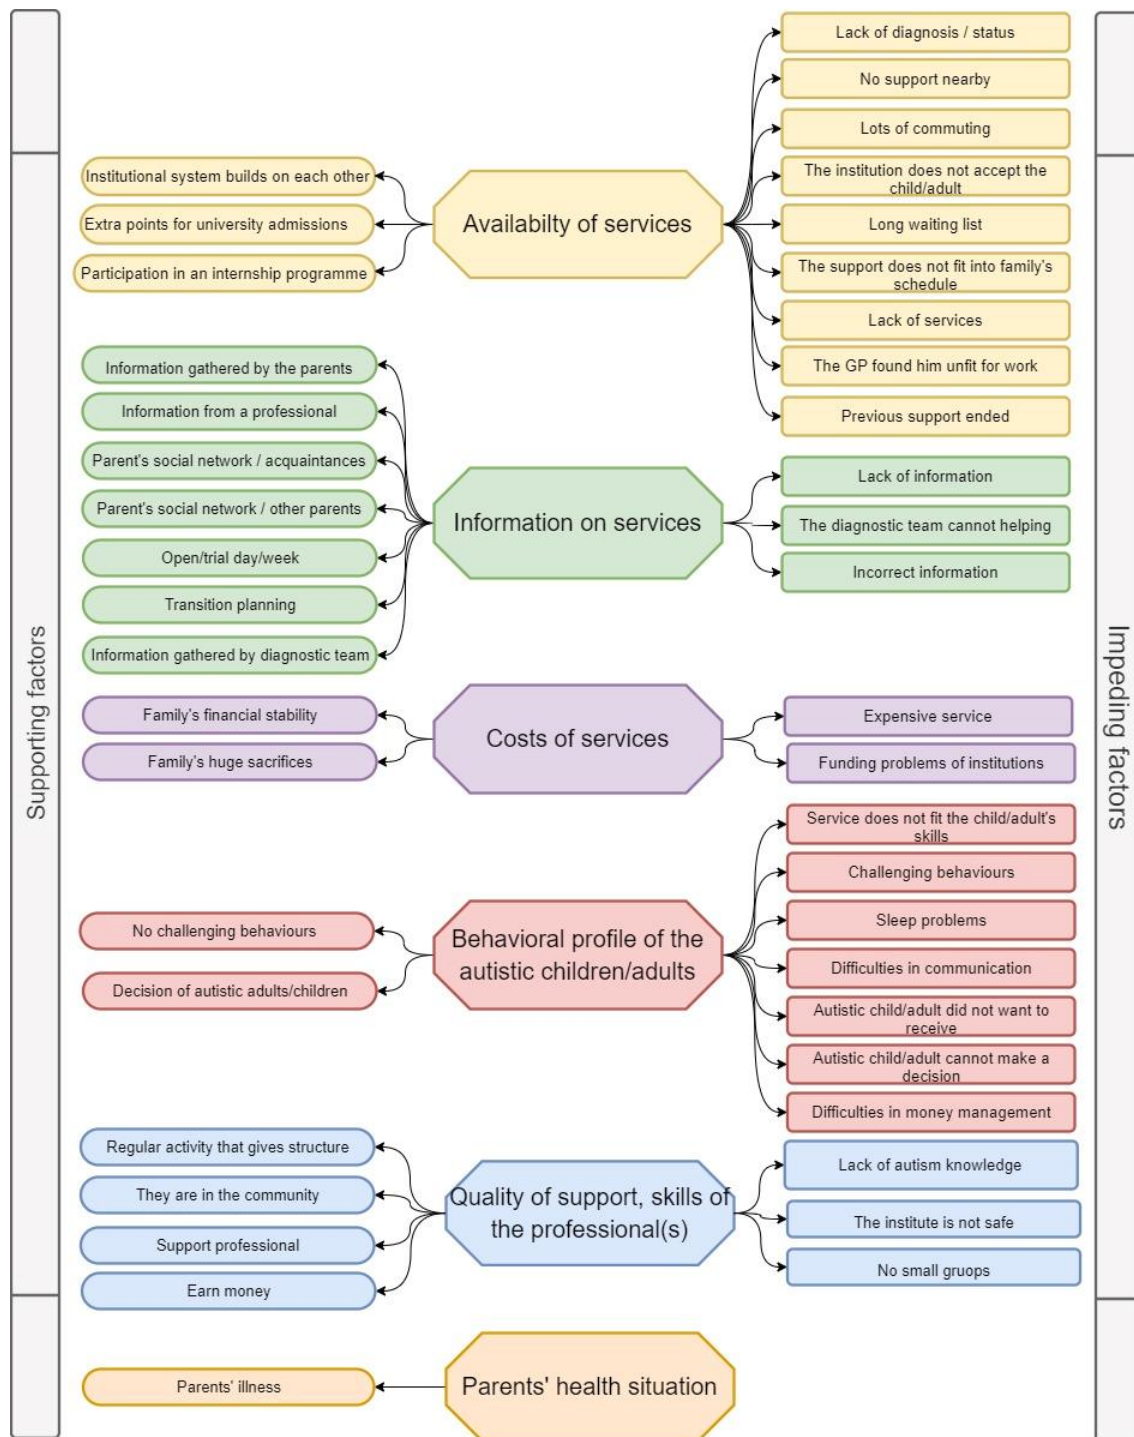 Supporting factors
Institutional system builds on each other
Extra points for university admissions
Participation in an internship programme
Availabilty of services
Lack of diagnosis / status
No support nearby
Lots of commuting
The institution does not accept the
child/adult
Long waiting list
The support does not fit into family's
schedule
Lack of services
The GP found him unfit for work
Previous support ended
Information gathered by the parents
Information from a professional
Parent's social network / acquaintances
Parent's social network / other parents
Open/trial day/week
Transition planning
Information gathered by diagnostic team
Information on services
Lack of information
The diagnostic team cannot helping
Incorrect information
Family's financial stability
Family's huge sacrifices
Costs of services
Expensive service
Funding problems of institutions
No challenging behaviours
Decision of autistic adults/children
Behavioral profile of the
autistic children/adults
Service does not fit the child/adult's
skills
Challenging behaviours
Sleep problems
Difficulties in communication
Autistic child/adult did not want to
receive
Autistic child/adult cannot make a
decision
Difficulties in money management
Regular activity that gives structure
They are in the community
Support professional
Earn money
Quality of support, skills of
the professional(s)
Lack of autism knowledge
The institute is not safe
No small gruops
Parents' illness
Parents' health situation
Impeding factors